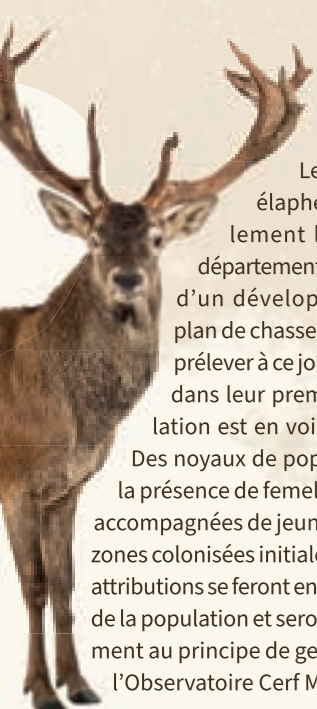 Le
élaphe
lement l
département
d'un dévelop
plan de chasse
prélever à ce jo
dans leur prem
lation est en voi
Des noyaux de pop
la présence de femel
accompagnées de jeun
zones colonisées initiale
attributions se feront en
de la population et sero
ment au principe de ge
l'Observatoire Cerf M